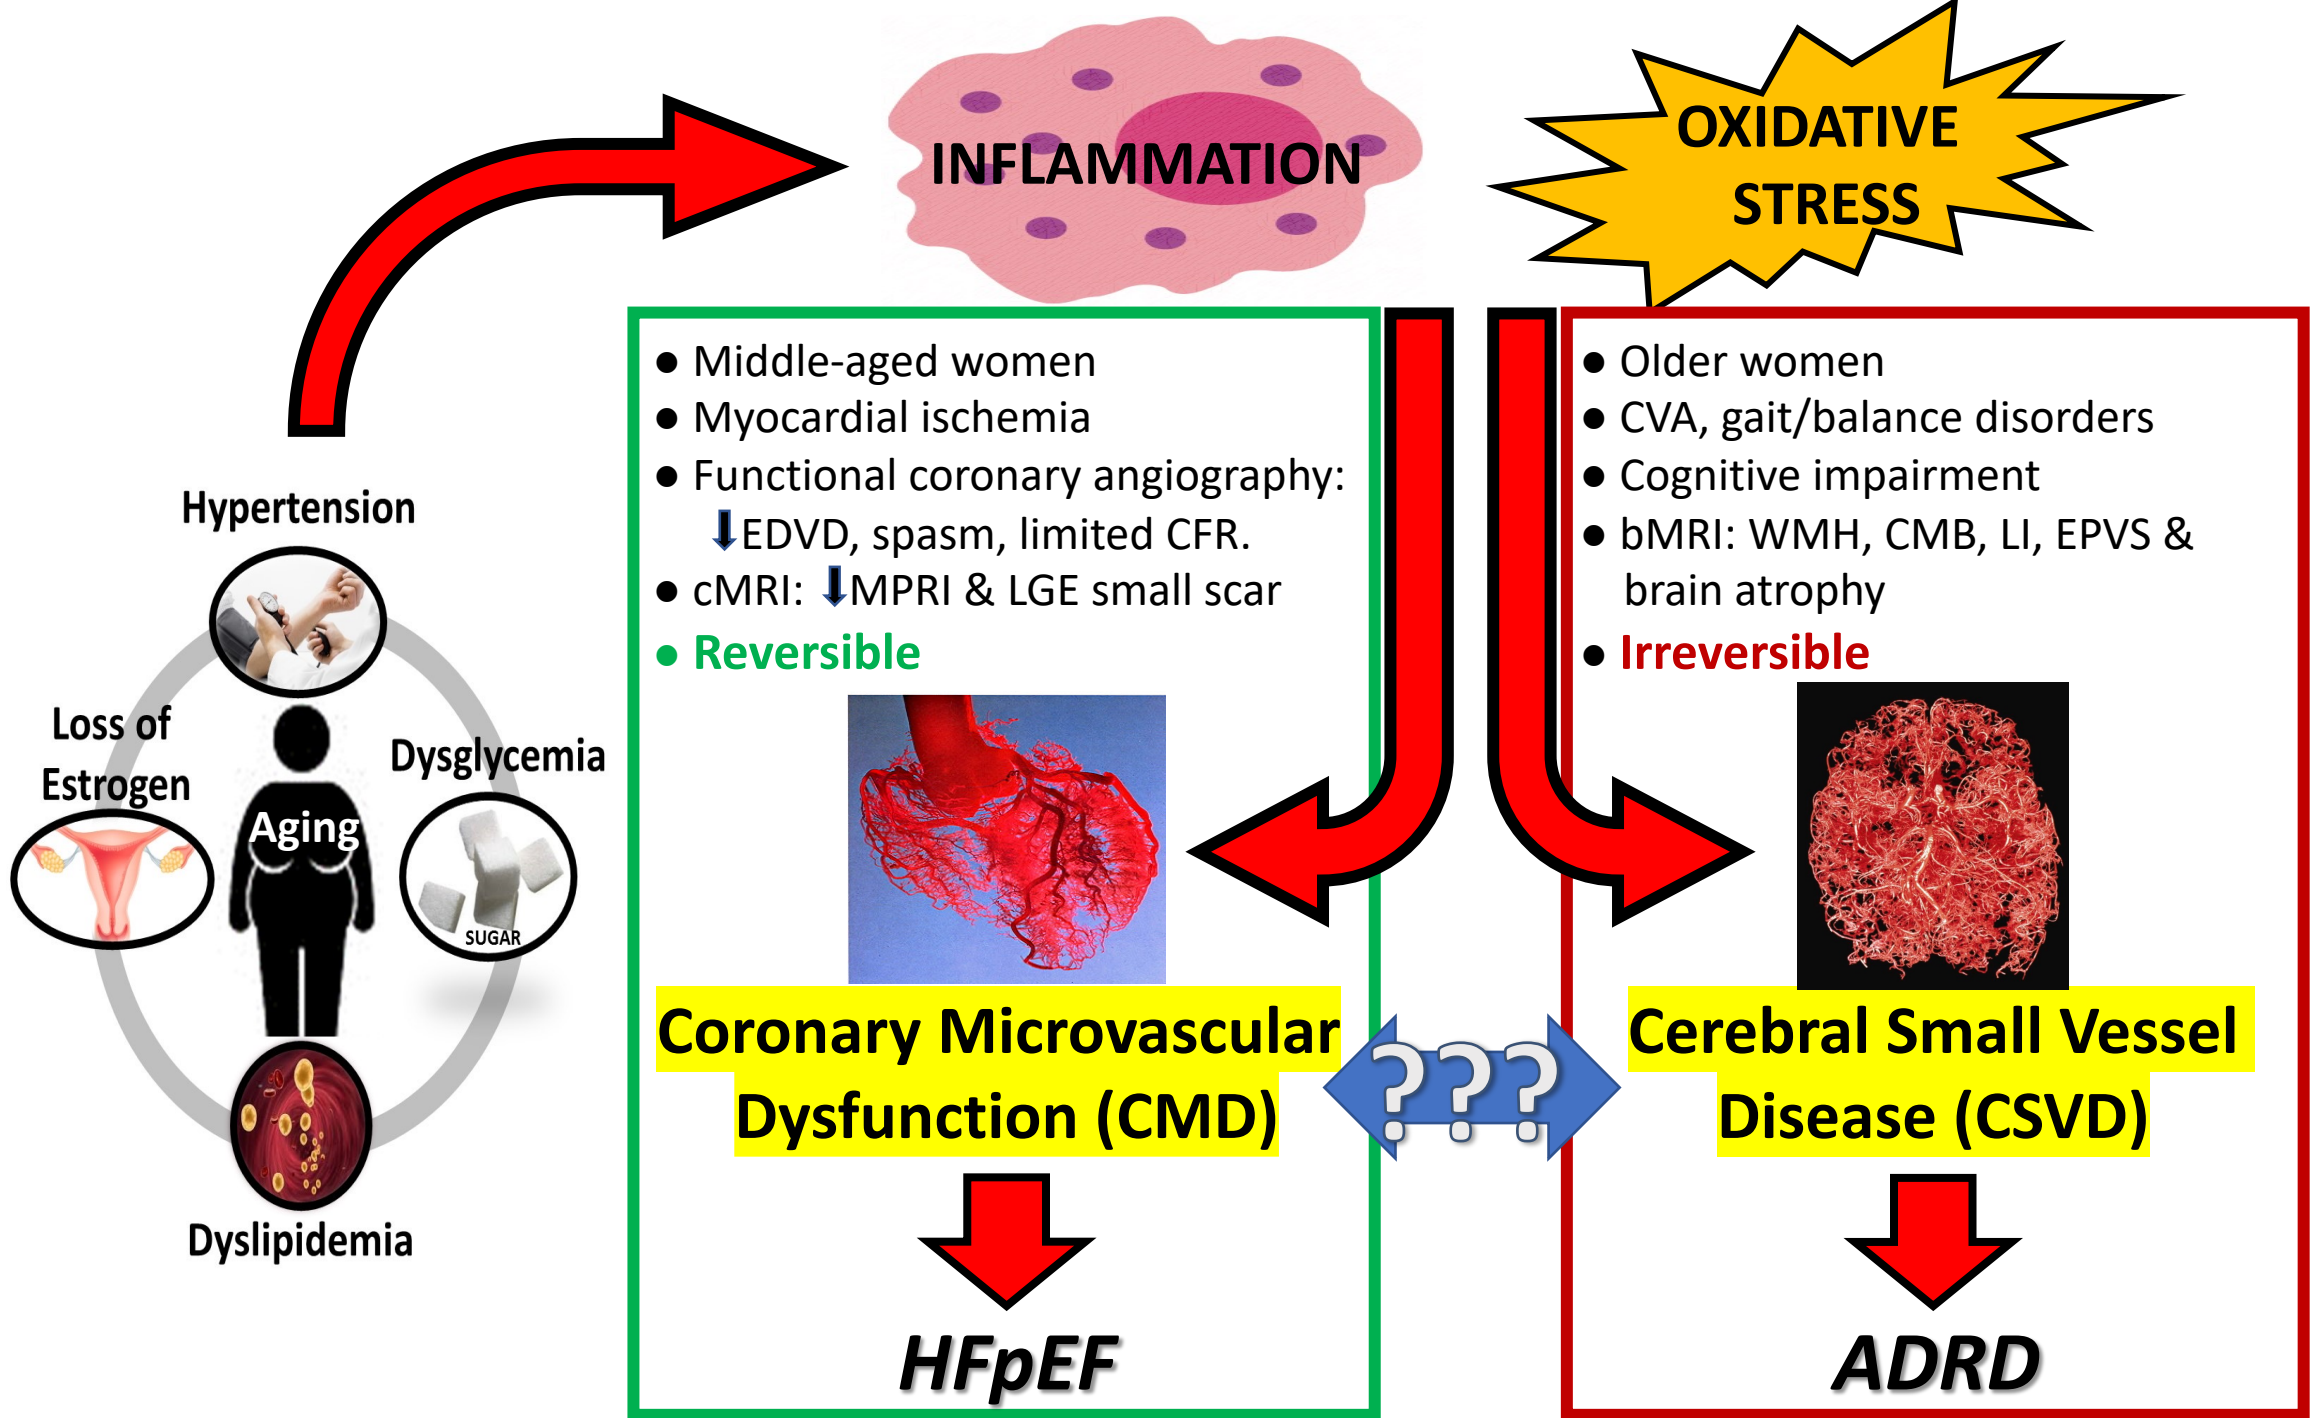 INFLAMMATION
OXIDATIVE
STRESS
Hypertension
Loss of
Estrogen
Dysglycemia
Aging
SUGAR
Dyslipidemia
● Middle-aged women
● Myocardial ischemia
● Functional coronary angiography:
⬇EDVD, spasm, limited CFR.
● cMRI: ⬇MPRI & LGE small scar
● Reversible
Coronary Microvascular
Dysfunction (CMD)
HFpEF
???
● Older women
● CVA, gait/balance disorders
● Cognitive impairment
● bMRI: WMH, CMB, LI, EPVS &
brain atrophy
● Irreversible
Cerebral Small Vessel
Disease (CSVD)
ADRD